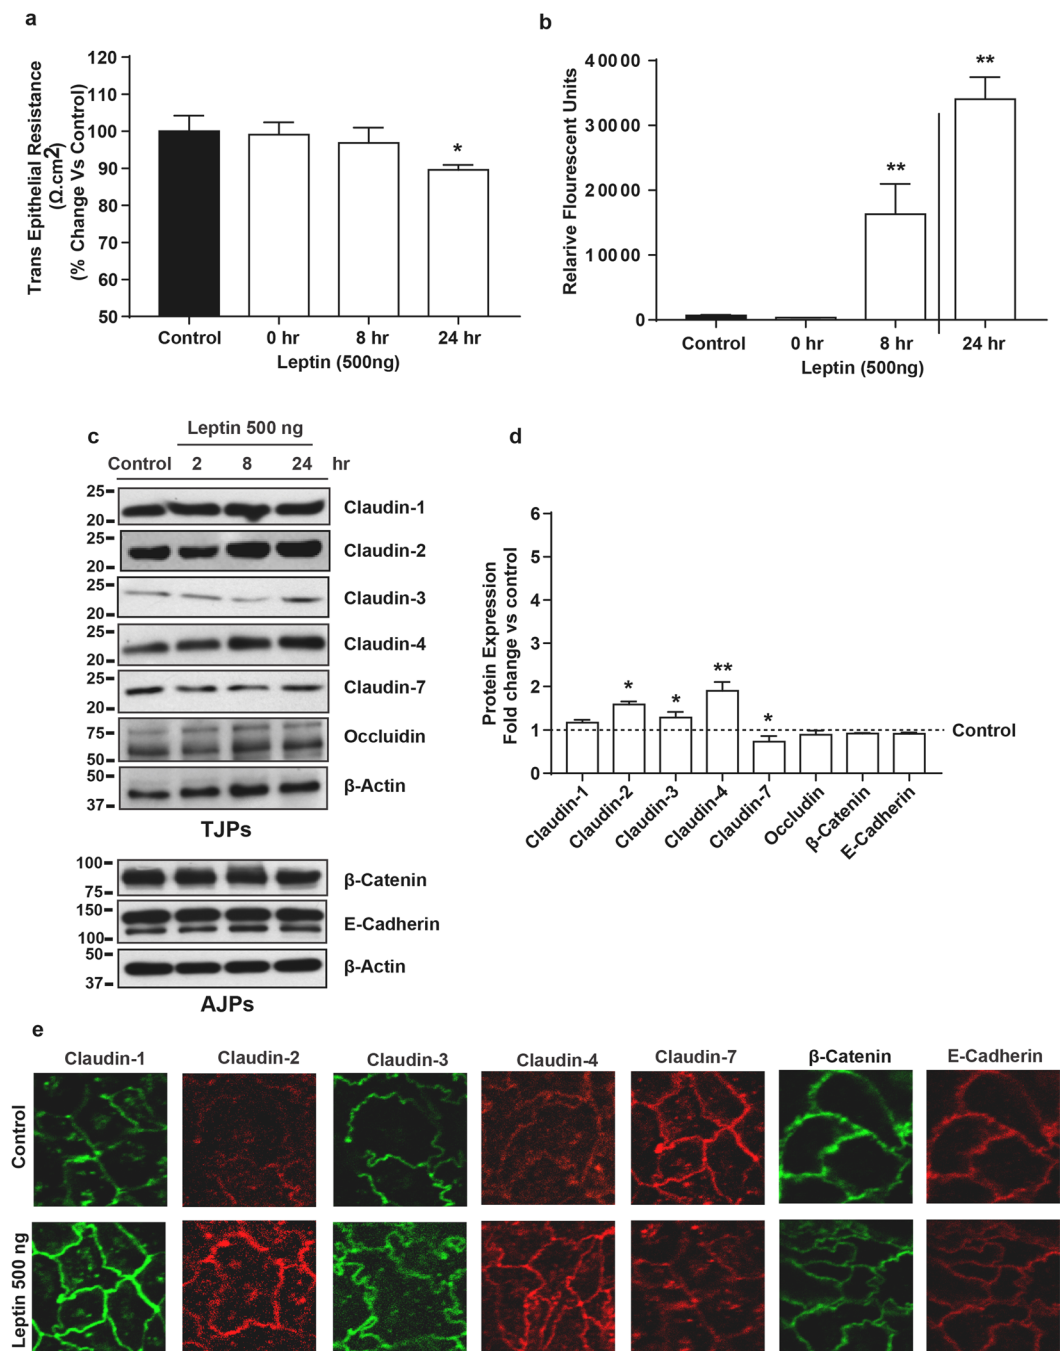 a
Trans Epithelial Resistance
(Ω.cm2)
(% Change Vs Control)
120
110
100
90
80
70
60
50
*
Control
0 hr
8 hr
24 hr
Leptin (500ng)
b
Relarive Flourescent Units
40000
30000
20000
10000
0
**
**
Control
0 hr
8 hr
24 hr
Leptin (500ng)
c
Leptin 500 ng
Control 2 8 24 hr
25
20
Claudin-1
25
20
Claudin-2
25
20
Claudin-3
25
20
Claudin-4
25
20
Claudin-7
75
50
Occluidin
50
37
β-Actin
TJPs
100
75
β-Catenin
150
100
E-Cadherin
50
37
β-Actin
AJPs
d
Protein Expression
Fold change vs control
6
5
4
3
2
1
0
*
*
**
*
Control
Claudin-1
Claudin-2
Claudin-3
Claudin-4
Claudin-7
Occludin
β-Catenin
E-Cadherin
e
Claudin-1 Claudin-2 Claudin-3 Claudin-4 Claudin-7 β-Catenin E-Cadherin
Control
Leptin 500 ng